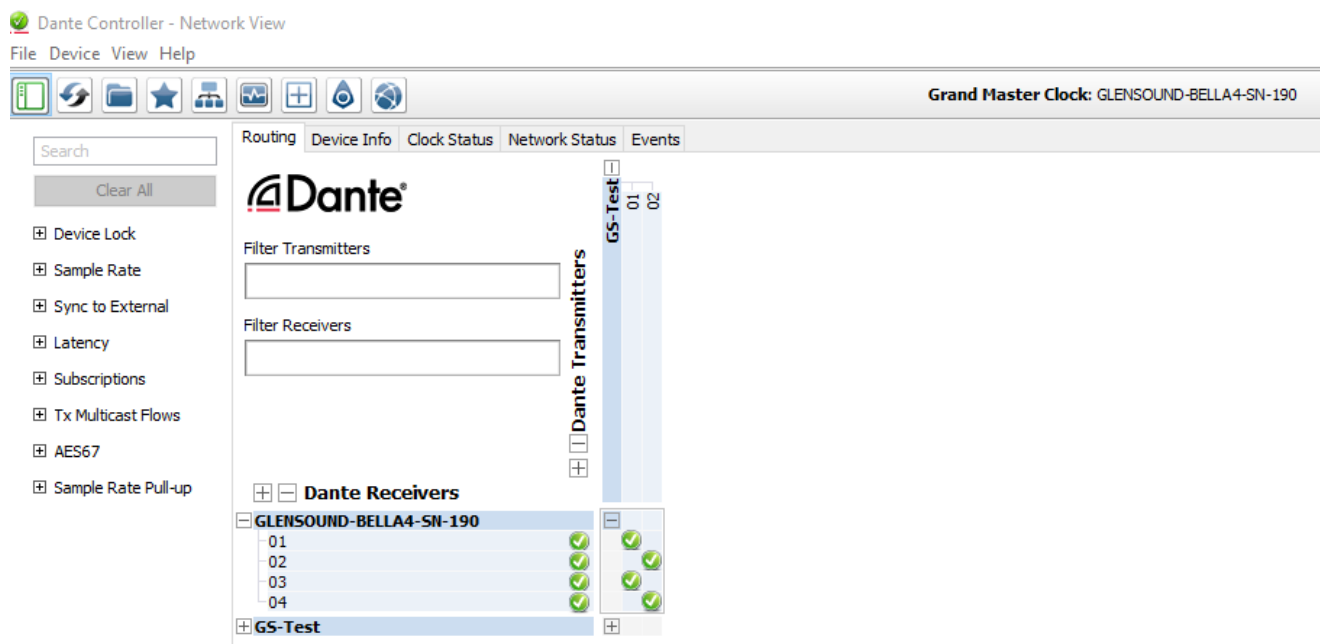 Dante Controller - Network View
File Device View Help
Grand Master Clock: GLENSOUND-BELLA4-SN-190
Search
Clear All
Device Lock
Sample Rate
Sync to External
Latency
Subscriptions
Tx Multicast Flows
AES67
Sample Rate Pull-up
Routing Device Info Clock Status Network Status Events
Dante®
Filter Transmitters
Filter Receivers
Dante Transmitters
GS-Test
01
02
Dante Receivers
GLENSOUND-BELLA4-SN-190
01
02
03
04
GS-Test